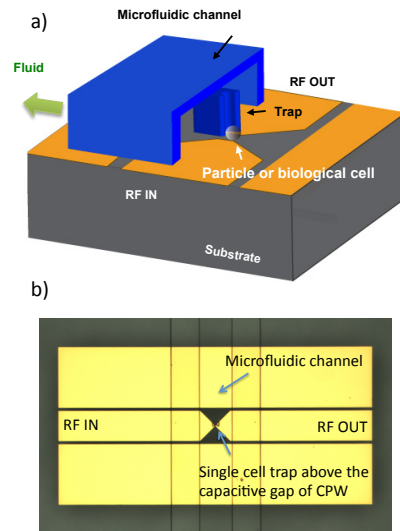 a)
Microfluidic channel
Fluid
RF OUT
Trap
Particle or biological cell
RF IN
Substrate
b)
Microfluidic channel
RF IN
RF OUT
Single cell trap above the
capacitive gap of CPW